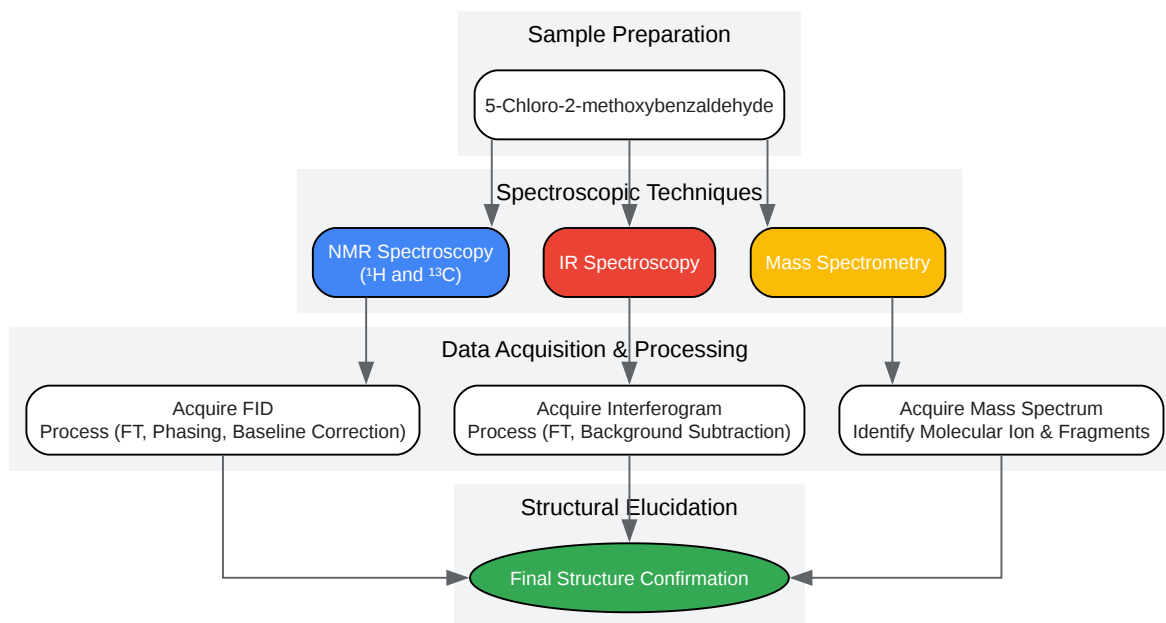 Sample Preparation
5-Chloro-2-methoxybenzaldehyde
Spectroscopic Techniques
NMR Spectroscopy
(¹H and ¹³C)
IR Spectroscopy
Mass Spectrometry
Data Acquisition & Processing
Acquire FID
Process (FT, Phasing, Baseline Correction)
Acquire Interferogram
Process (FT, Background Subtraction)
Acquire Mass Spectrum
Identify Molecular Ion & Fragments
Structural Elucidation
Final Structure Confirmation